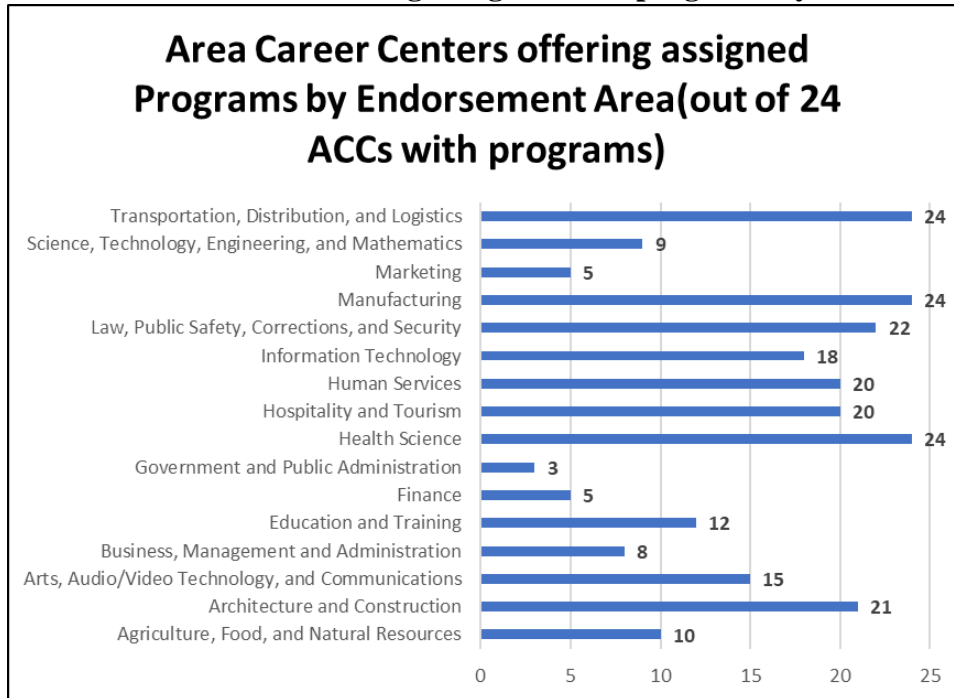 Area Career Centers offering assigned
Programs by Endorsement Area(out of 24
ACCs with programs)
Transportation, Distribution, and Logistics 24
Science, Technology, Engineering, and Mathematics 9
Marketing 5
Manufacturing 24
Law, Public Safety, Corrections, and Security 22
Information Technology 18
Human Services 20
Hospitality and Tourism 20
Health Science 24
Government and Public Administration 3
Finance 5
Education and Training 12
Business, Management and Administration 8
Arts, Audio/Video Technology, and Communications 15
Architecture and Construction 21
Agriculture, Food, and Natural Resources 10
0 5 10 15 20 25